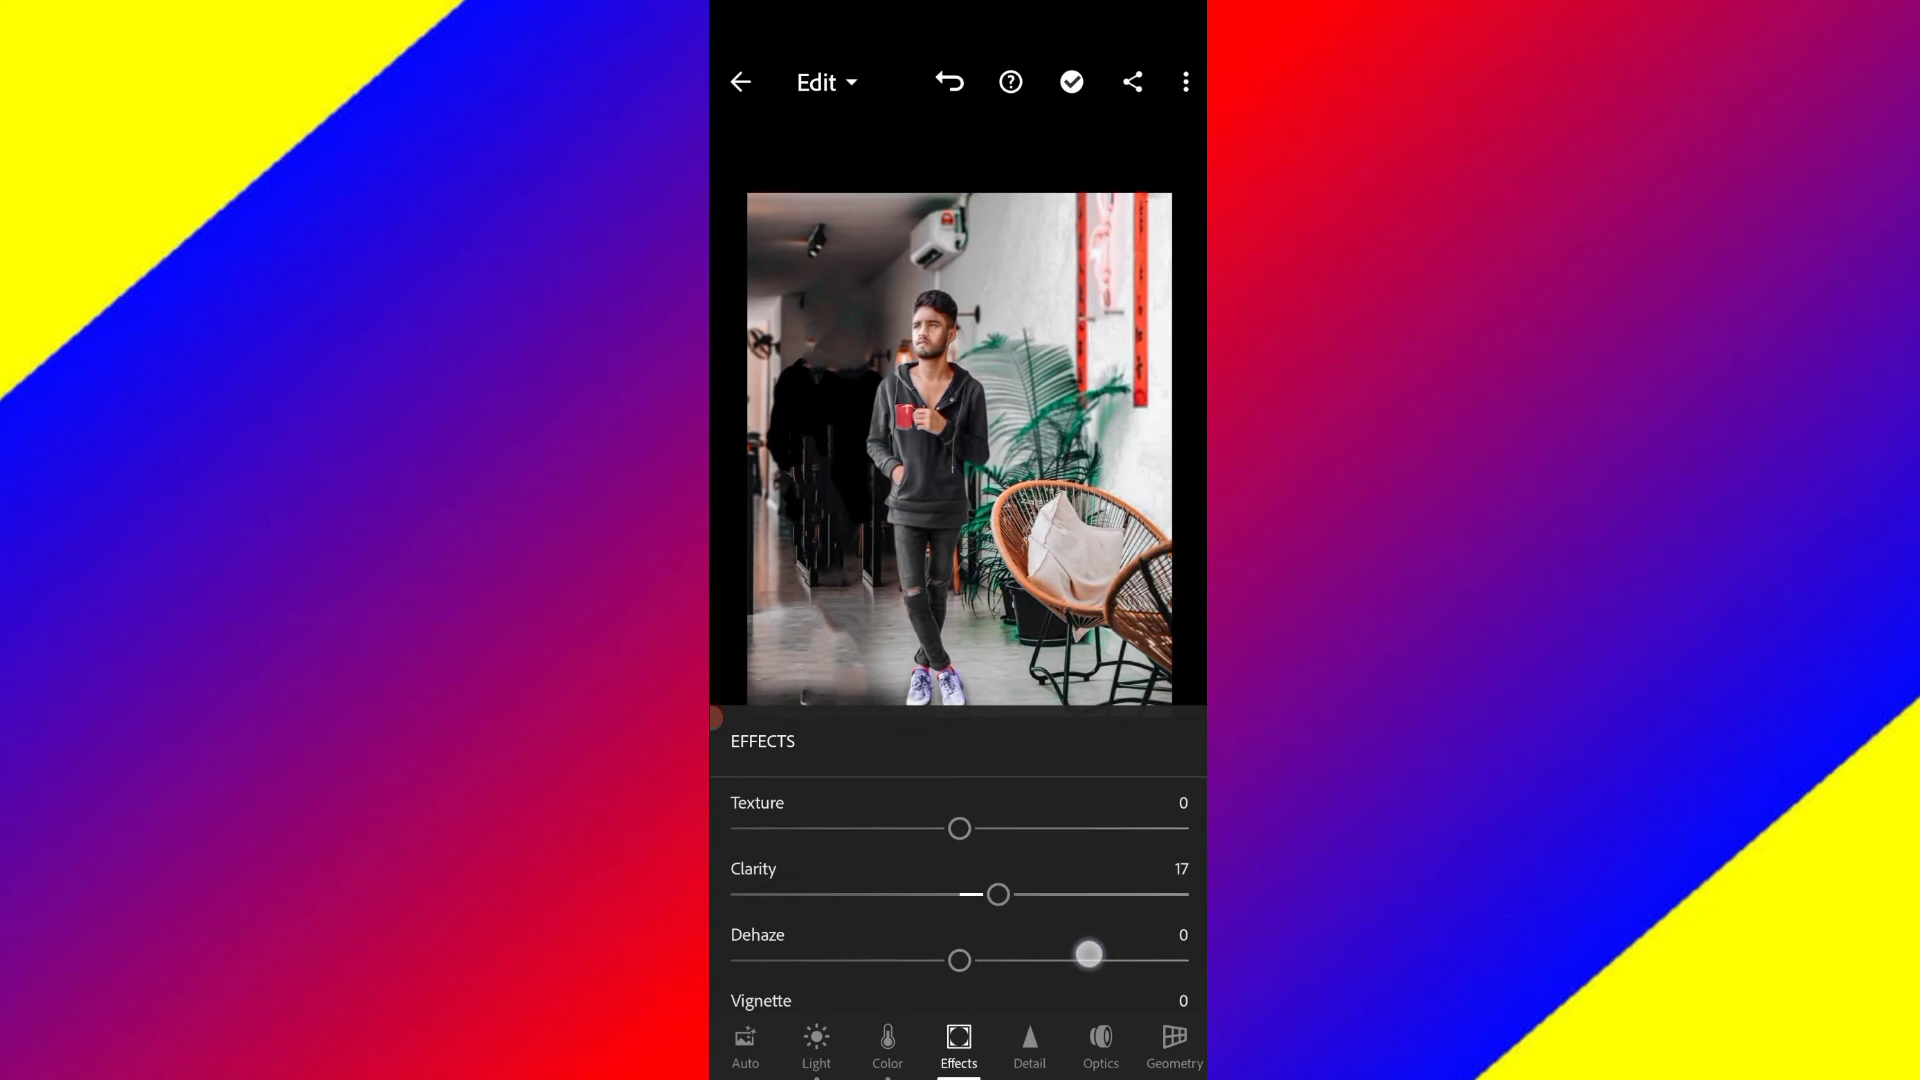 Edit
EFFECTS
Texture 0
Clarity 17
Dehaze 0
Vignette 0
Auto Light Color Effects Detail Optics Geometry